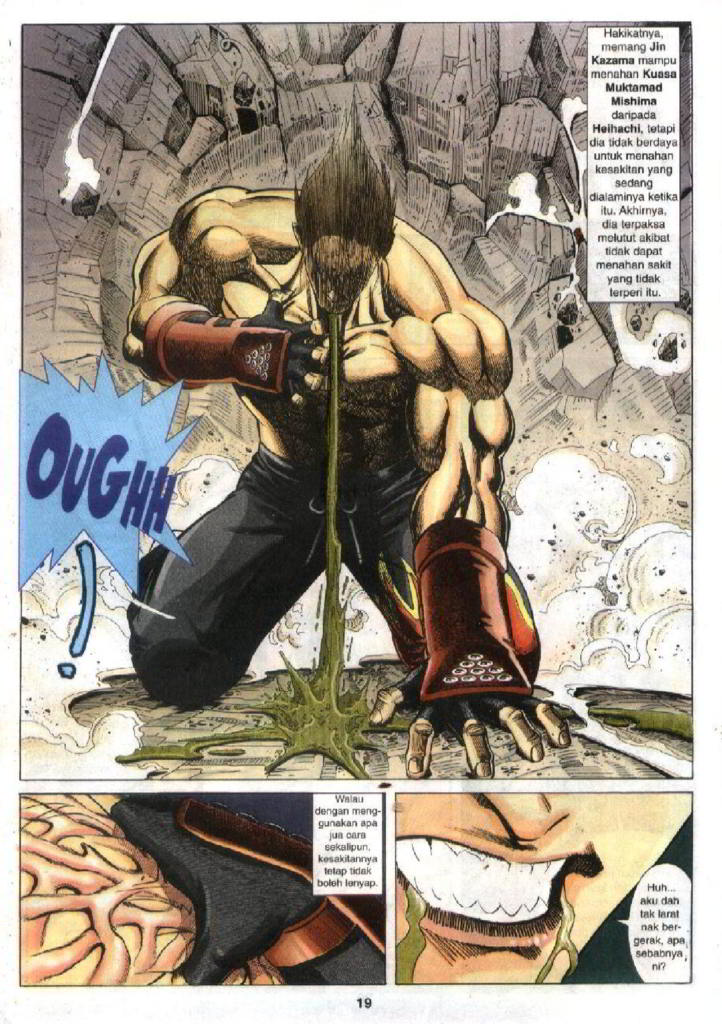 Hakikatnya,
memang Jin
Kazama mampu
menahan Kuasa
Muktamad
Mishima
daripada
Heihachi, tetapi
dia tidak berdaya
untuk menahan
kesakitan yang
sedang
dialaminya ketika
itu. Akhirnya,
dia terpaksa
melutut akibat
tidak dapat
menahan sakit
yang tidak
terperi itu.
OUGHH
!
Walau
dengan meng-
gunakan apa
jua cara
sekalipun,
kesakitannya
tetap tidak
boleh lenyap.
Huh...
aku dah
tak larat
nak ber-
gerak, apa
sebabnya
ni?
19